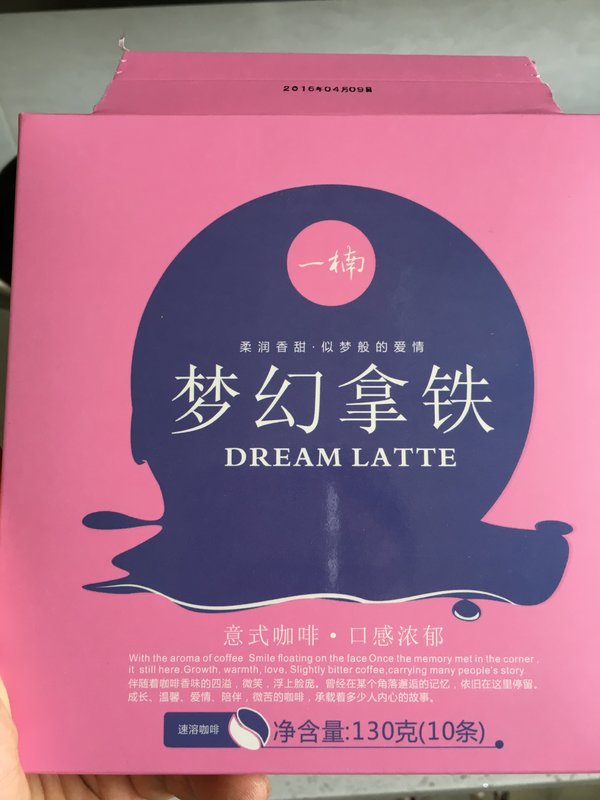 2016年04月09日
一楠
柔润香甜·似梦般的爱情
梦幻拿铁
DREAM LATTE
意式咖啡·口感浓郁
With the aroma of coffee Smile floating on the face Once the memory met in the corner ,
it still here.Growth, warmth, love, Slightly bitter coffee,carrying many people's story
伴随着咖啡香味的四溢，微笑，浮上脸庞。曾经在某个角落邂逅的记忆，依旧在这里停留。
成长、温馨、爱情、陪伴，微苦的咖啡，承载着多少人内心的故事。
速溶咖啡 净含量:130克(10条)